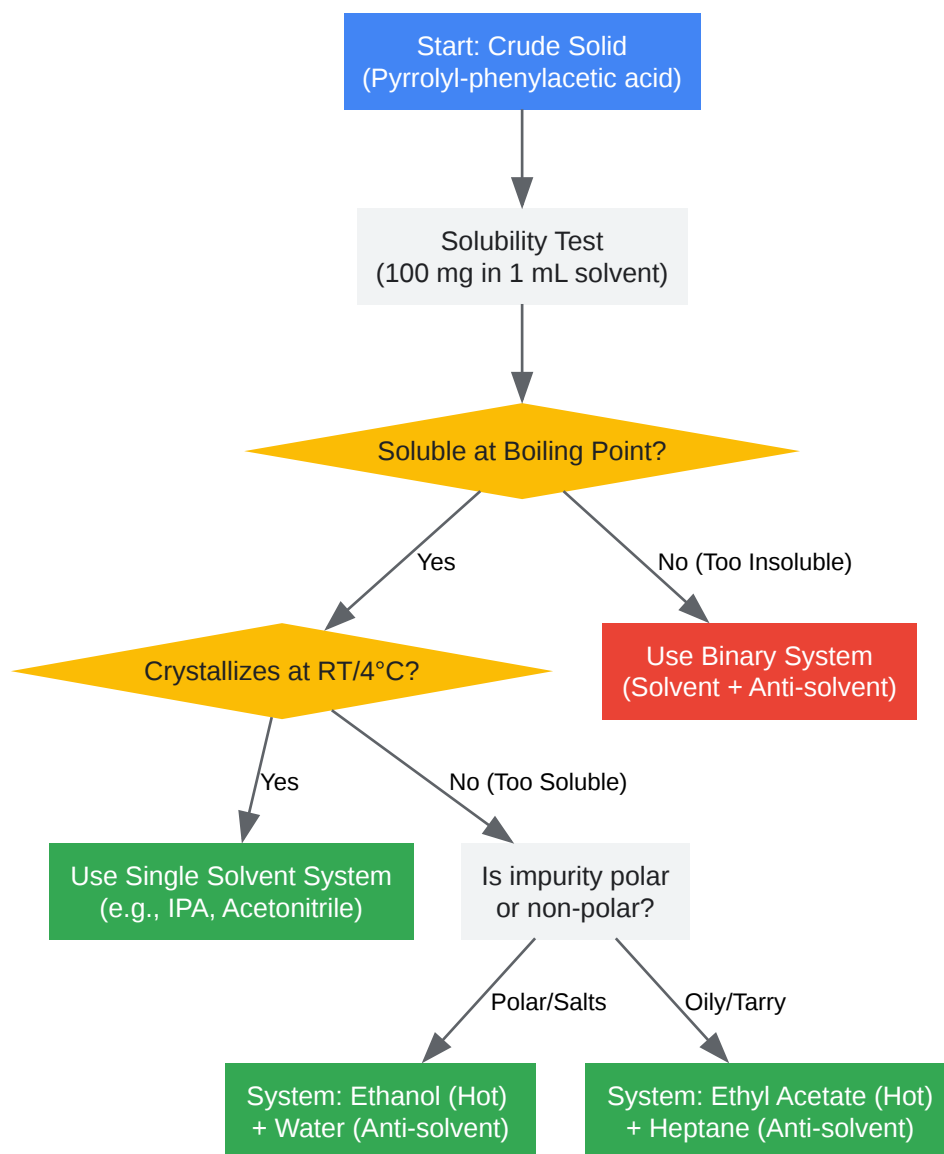 Start: Crude Solid
(Pyrrolyl-phenylacetic acid)
Solubility Test
(100 mg in 1 mL solvent)
Soluble at Boiling Point?
Yes
No (Too Insoluble)
Crystallizes at RT/4°C?
Use Binary System
(Solvent + Anti-solvent)
Yes
No (Too Soluble)
Use Single Solvent System
(e.g., IPA, Acetonitrile)
Is impurity polar
or non-polar?
Polar/Salts
Oily/Tarry
System: Ethanol (Hot)
+ Water (Anti-solvent)
System: Ethyl Acetate (Hot)
+ Heptane (Anti-solvent)